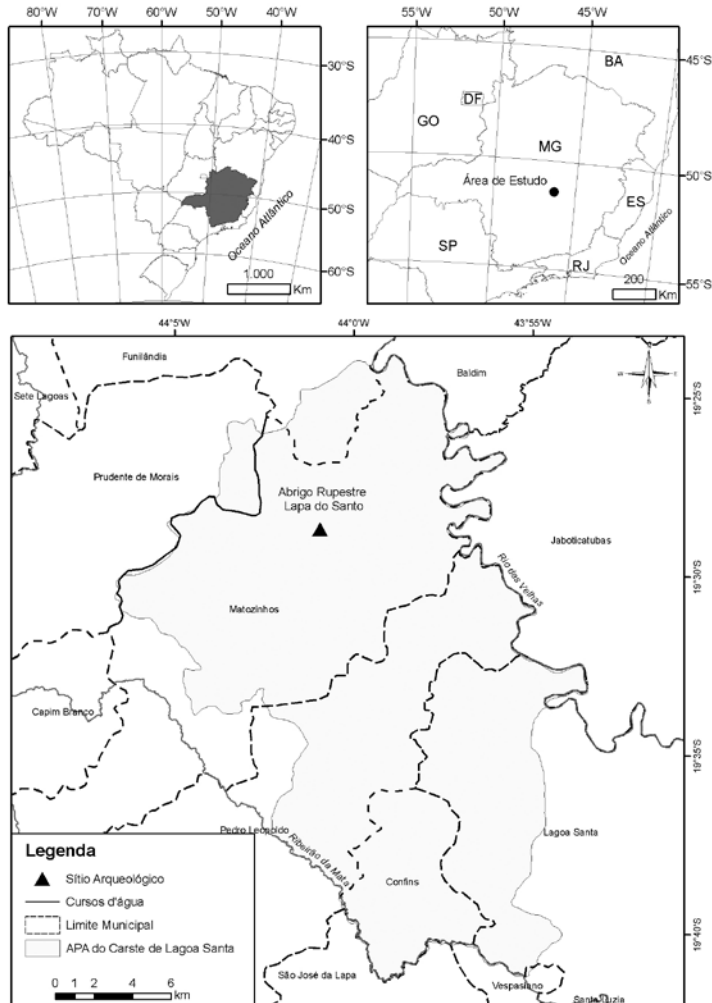 80°W
70°W
60°W
50°W
40°W
30°S
40°S
50°S
60°S
Oceano Atlântico
1.000
Km
55°W
50°W
45°W
45°S
50°S
55°S
BA
DF
GO
MG
Área de Estudo
ES
SP
RJ
Oceano Atlântico
200
Km
44°5'W
44°0'W
43°55'W
19°25'S
19°30'S
19°35'S
19°40'S
Funilândia
Baldim
Sete Lagoas
Prudente de Morais
Abrigo Rupestre
Lapa do Santo
Jaboticatubas
Rio das Velhas
Matozinhos
Capim Branco
Pedro Leopoldo
Ribeirão da Mata
Lagoa Santa
Confins
São José da Lapa
Vespasiano
Santa Luzia
Legenda
Sítio Arqueológico
Cursos d'água
Limite Municipal
APA do Carste de Lagoa Santa
0 1 2 4 6
km